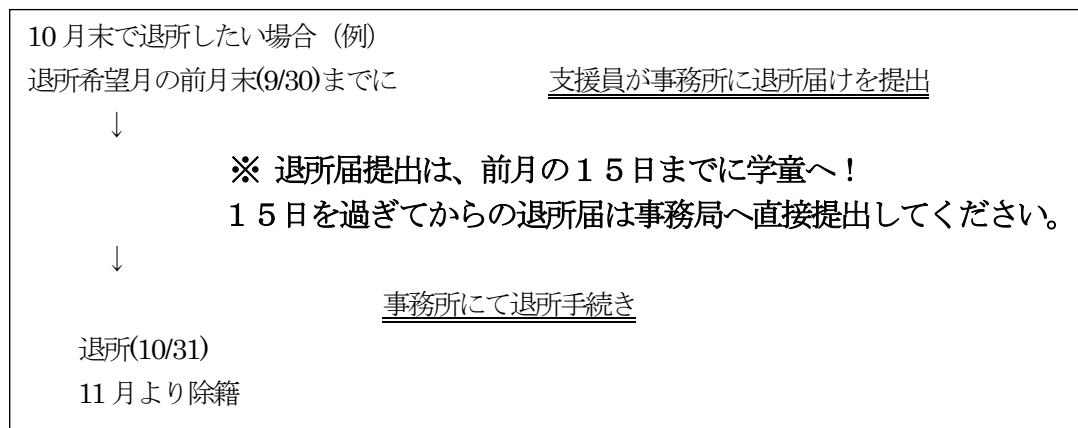 10月末で退所したい場合（例）
退所希望月の前月末(9/30)までに　支援員が事務所に退所届けを提出
↓
※ 退所届提出は、前月の１５日までに学童へ！
１５日を過ぎてからの退所届は事務局へ直接提出してください。
↓
事務所にて退所手続き
退所(10/31)
11月より除籍